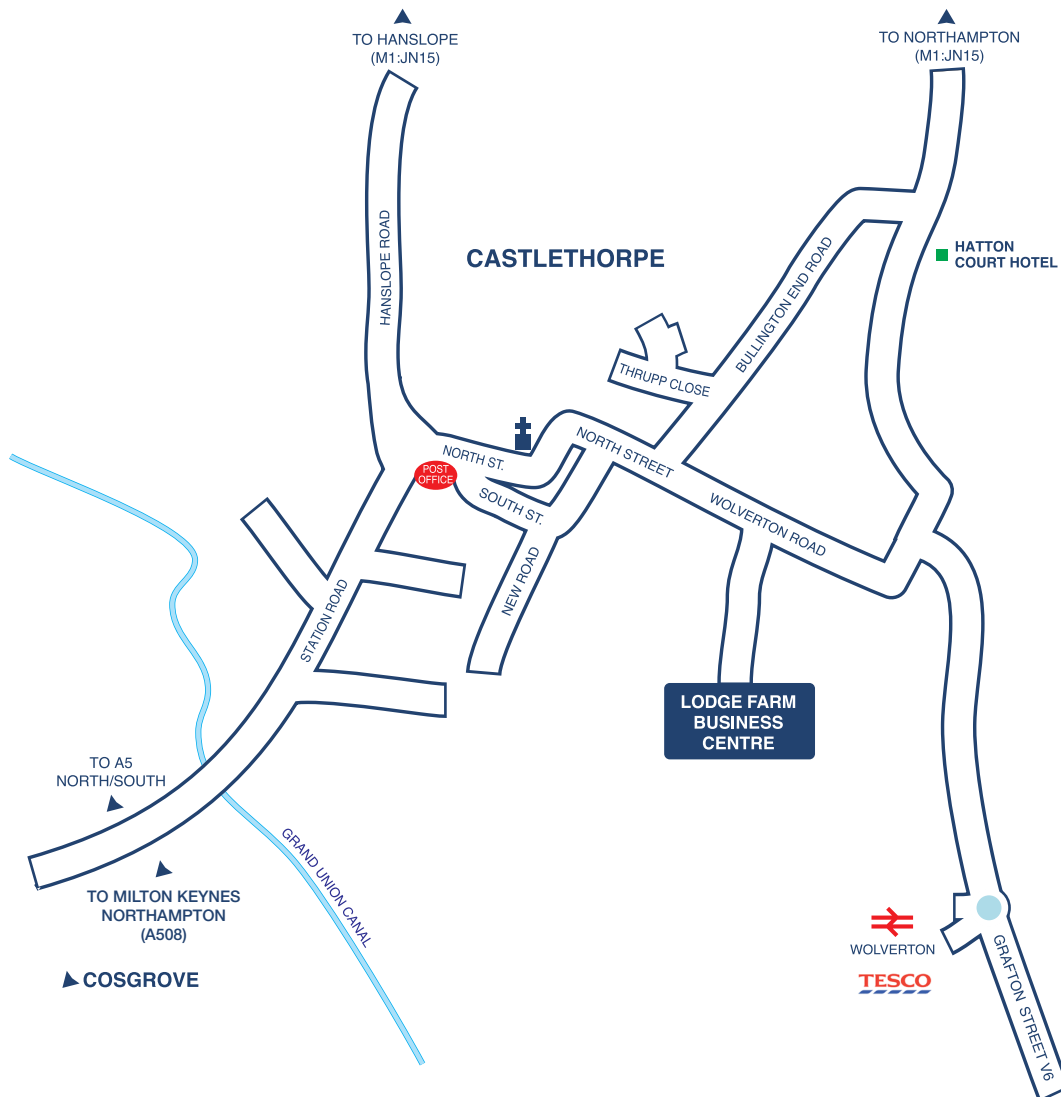 TO HANSLOPE
(M1:JN15)
TO NORTHAMPTON
(M1:JN15)
HANSLOPE ROAD
CASTLETHORPE
HATTON
COURT HOTEL
BULLINGTON END ROAD
THRUPP CLOSE
NORTH ST.
NORTH STREET
POST
OFFICE
SOUTH ST.
WOLVERTON ROAD
NEW ROAD
STATION ROAD
LODGE FARM
BUSINESS
CENTRE
TO A5
NORTH/SOUTH
GRAND UNION CANAL
TO MILTON KEYNES
NORTHAMPTON
(A508)
COSGROVE
WOLVERTON
TESCO
GRAFTON STREET V6